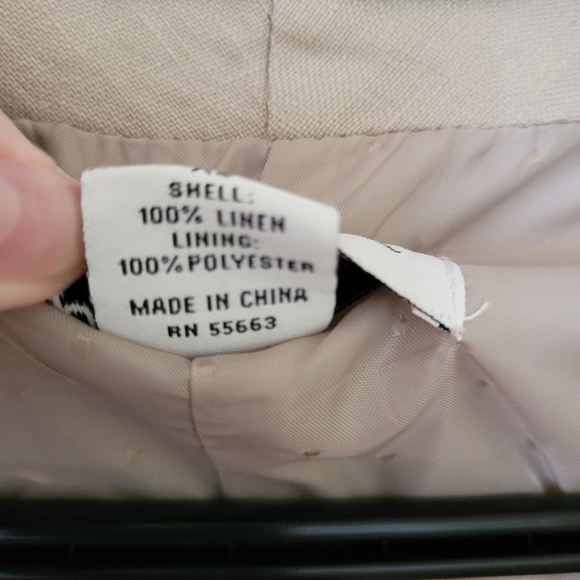 SHELL:
100% LINEN
LINING:
100% POLYESTER
MADE IN CHINA
RN 55663